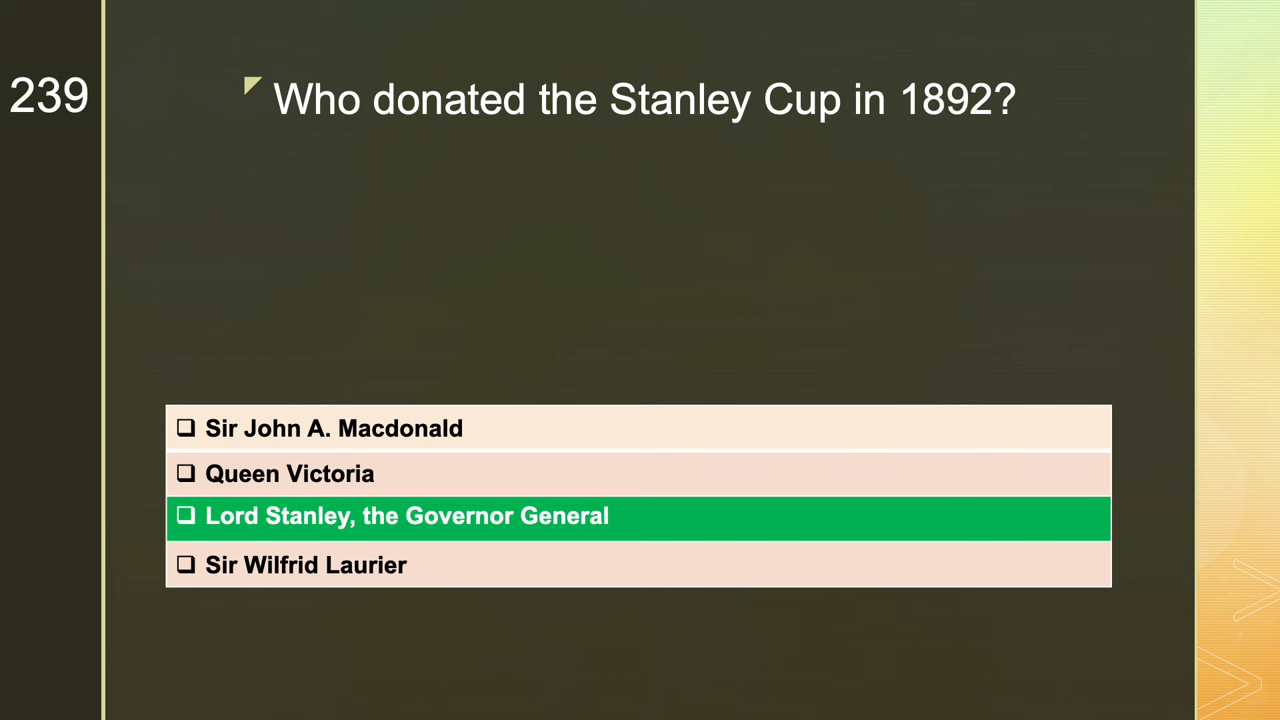 239
Who donated the Stanley Cup in 1892?
❑ Sir John A. Macdonald
❑ Queen Victoria
❑ Lord Stanley, the Governor General
❑ Sir Wilfrid Laurier